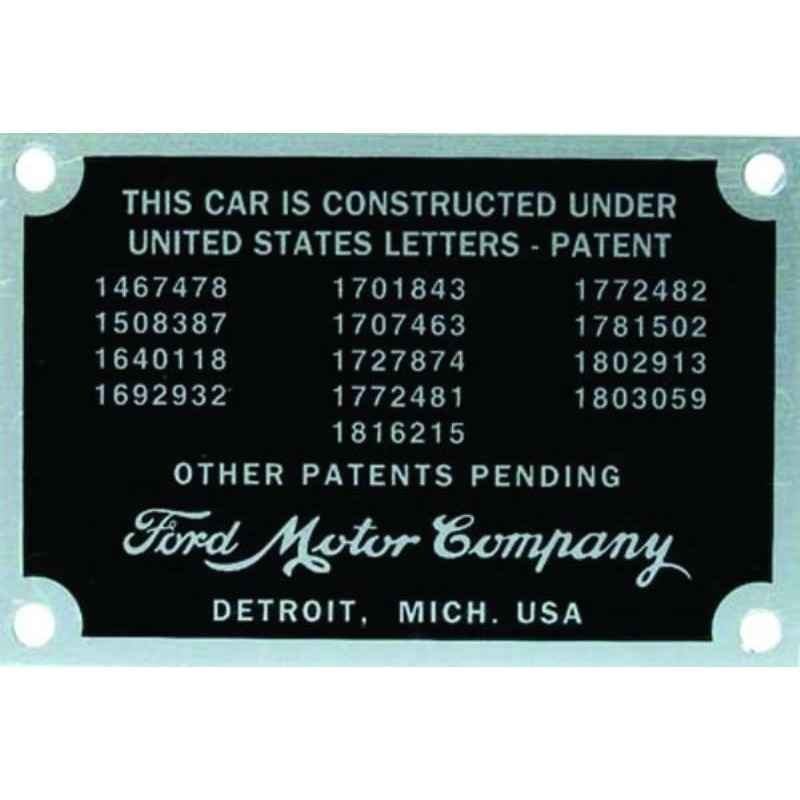 THIS CAR IS CONSTRUCTED UNDER
UNITED STATES LETTERS - PATENT
1467478 1701843 1772482
1508387 1707463 1781502
1640118 1727874 1802913
1692932 1772481 1803059
1816215
OTHER PATENTS PENDING
Ford Motor Company
DETROIT, MICH. USA